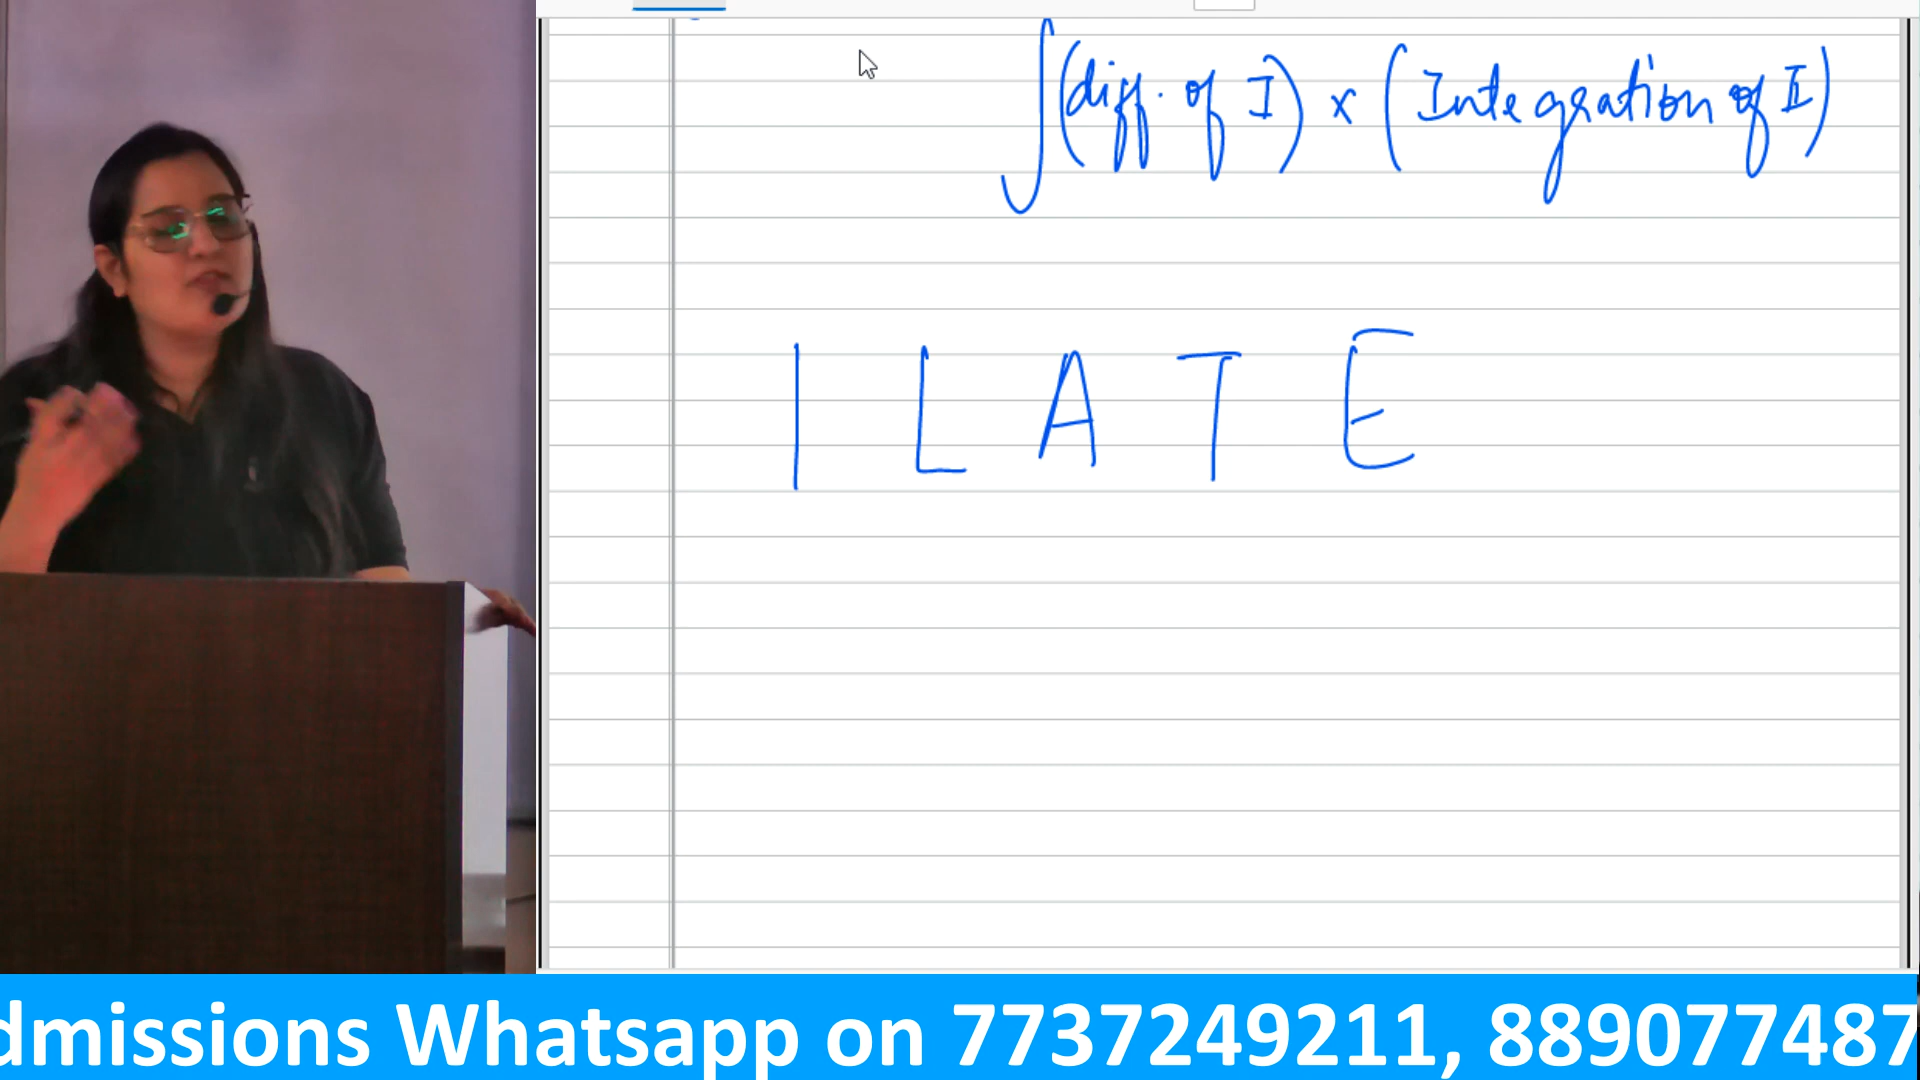 ∫(diff. of I) x (Integration of II)
I L A T E
dmissions Whatsapp on 7737249211, 889077487